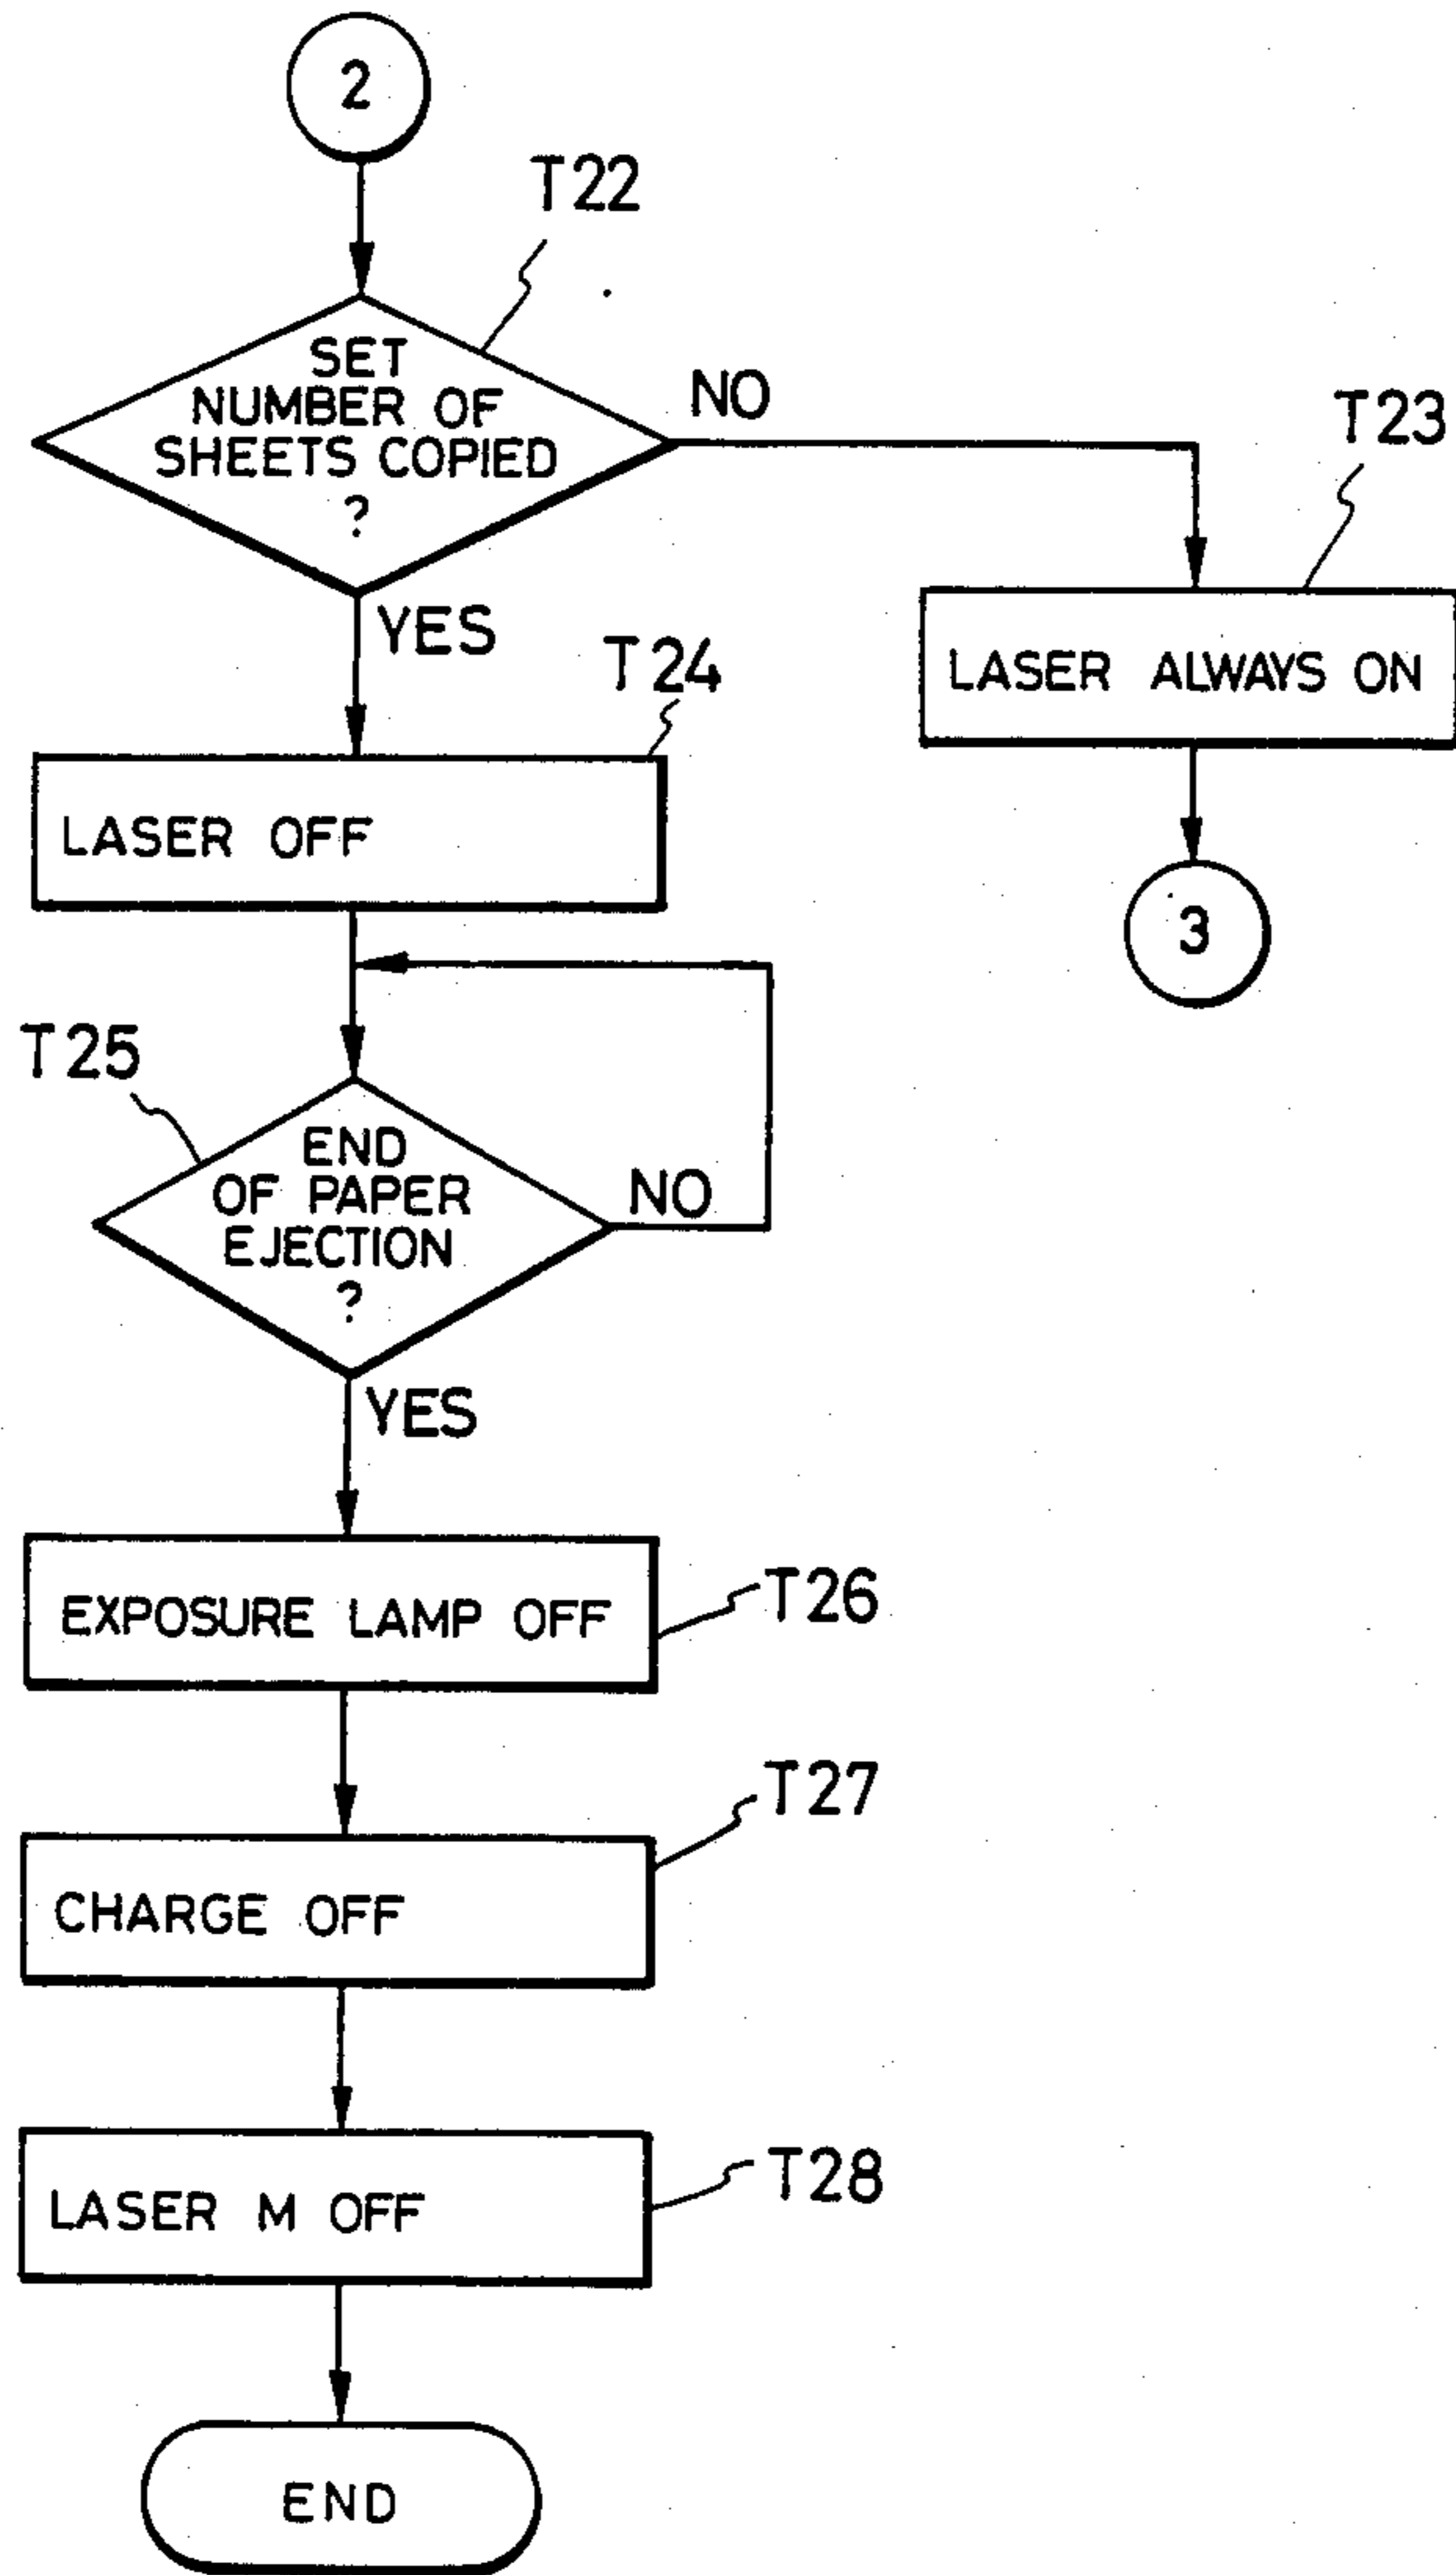 2
T22
SET
NUMBER OF
SHEETS COPIED
?
NO
YES
T23
LASER ALWAYS ON
3
T24
LASER OFF
T25
END
OF PAPER
EJECTION
?
NO
YES
EXPOSURE LAMP OFF
T26
T27
CHARGE OFF
T28
LASER M OFF
END